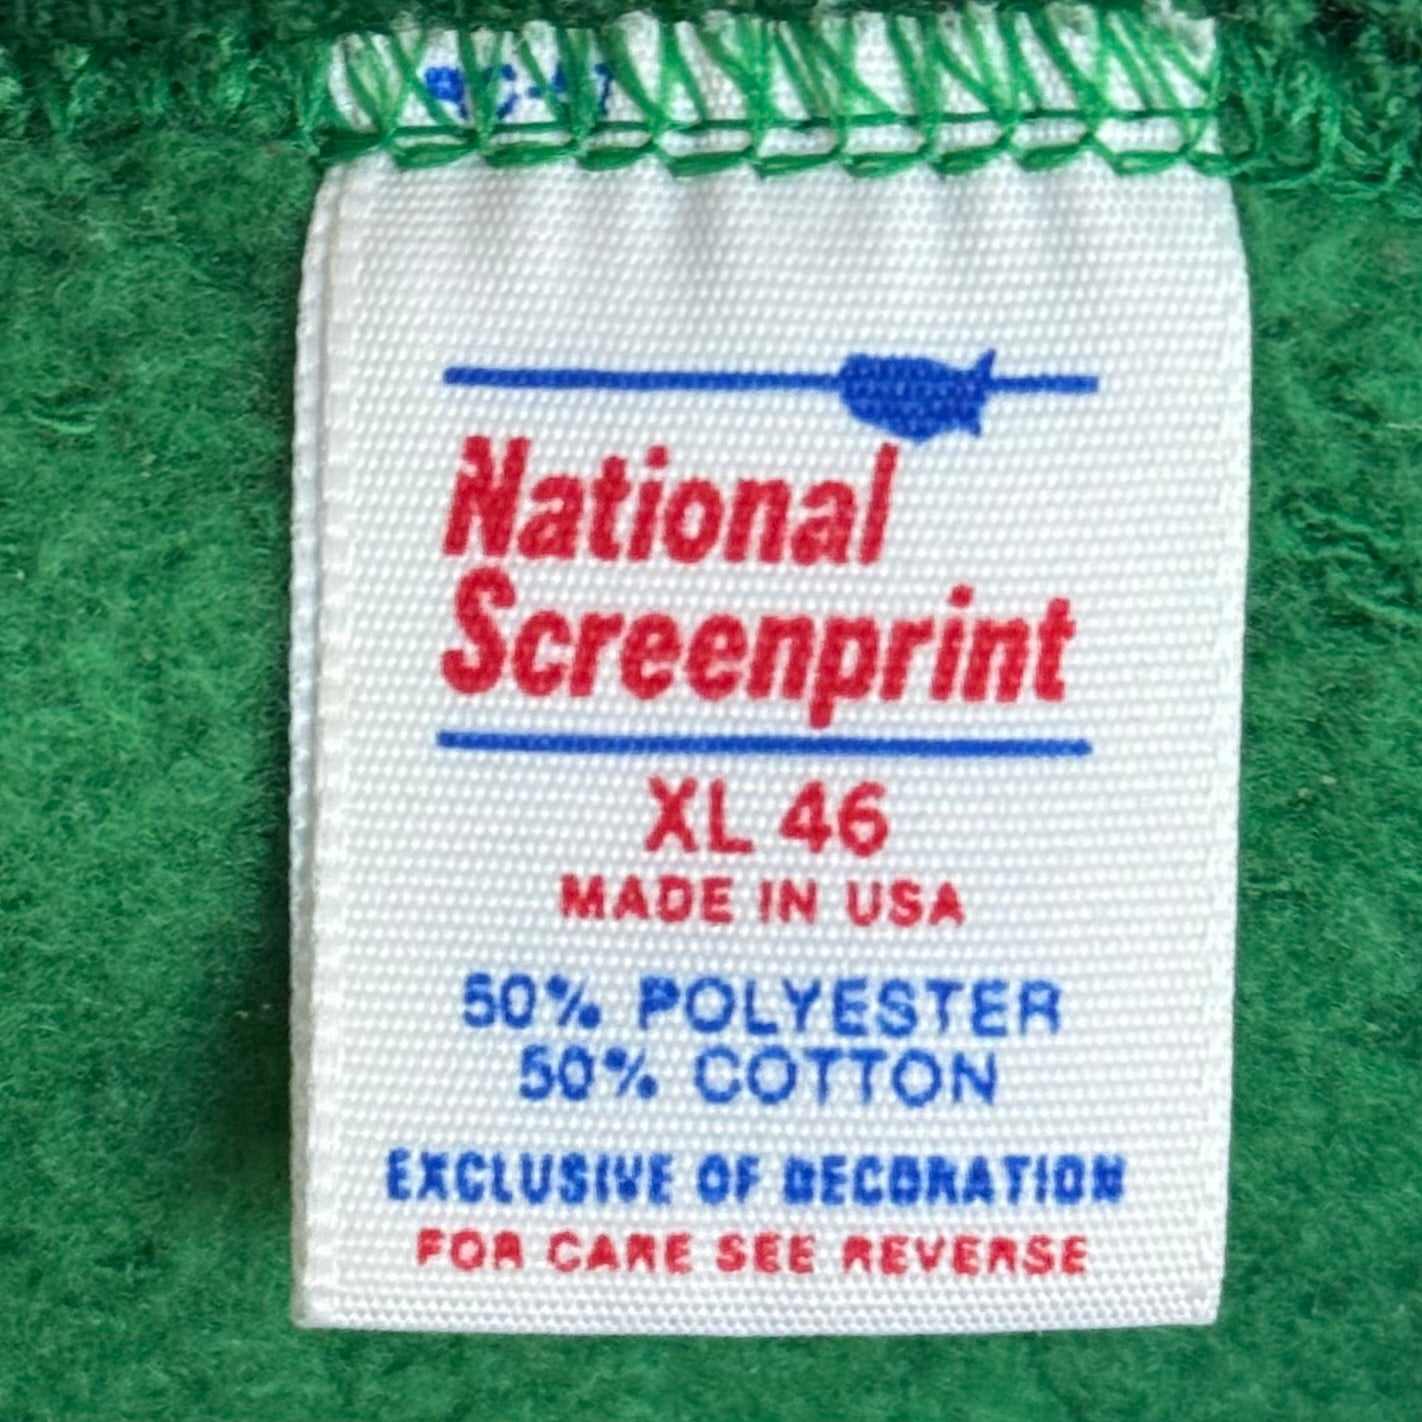 National
Screenprint
XL 46
MADE IN USA
50% POLYESTER
50% COTTON
EXCLUSIVE OF DECORATION
FOR CARE SEE REVERSE